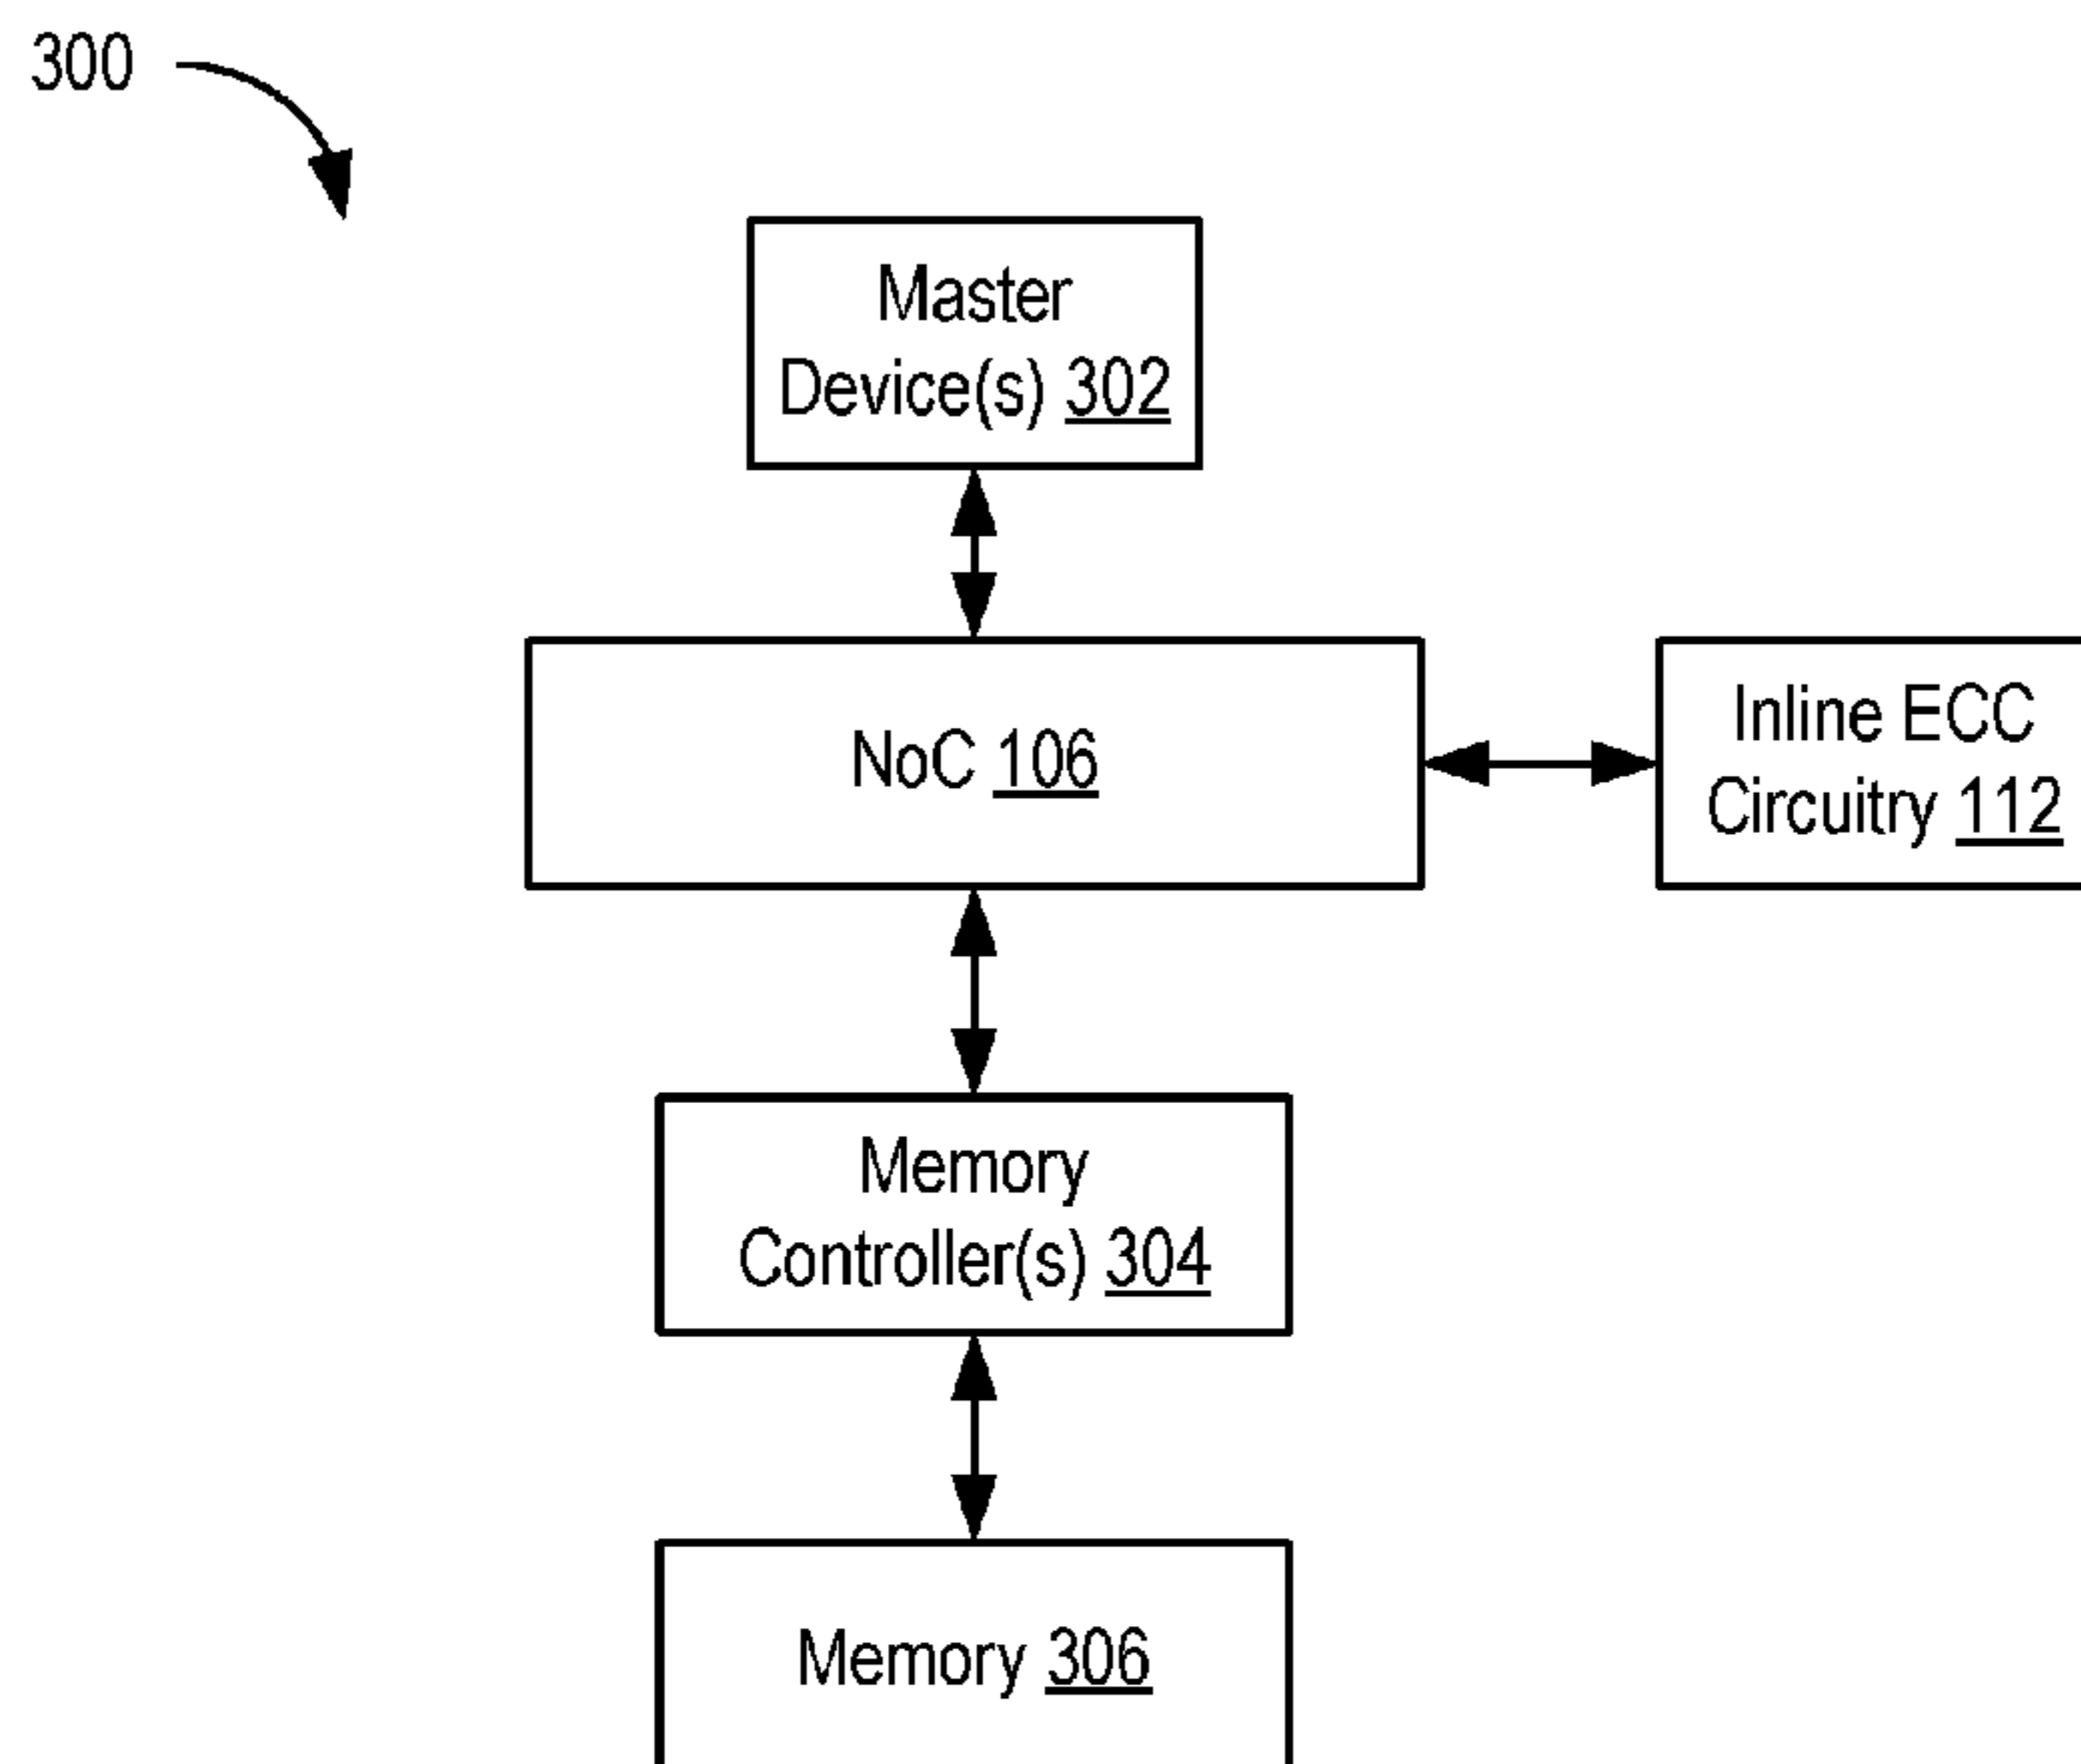 300
Master
Device(s) 302
NoC 106
Inline ECC
Circuitry 112
Memory
Controller(s) 304
Memory 306